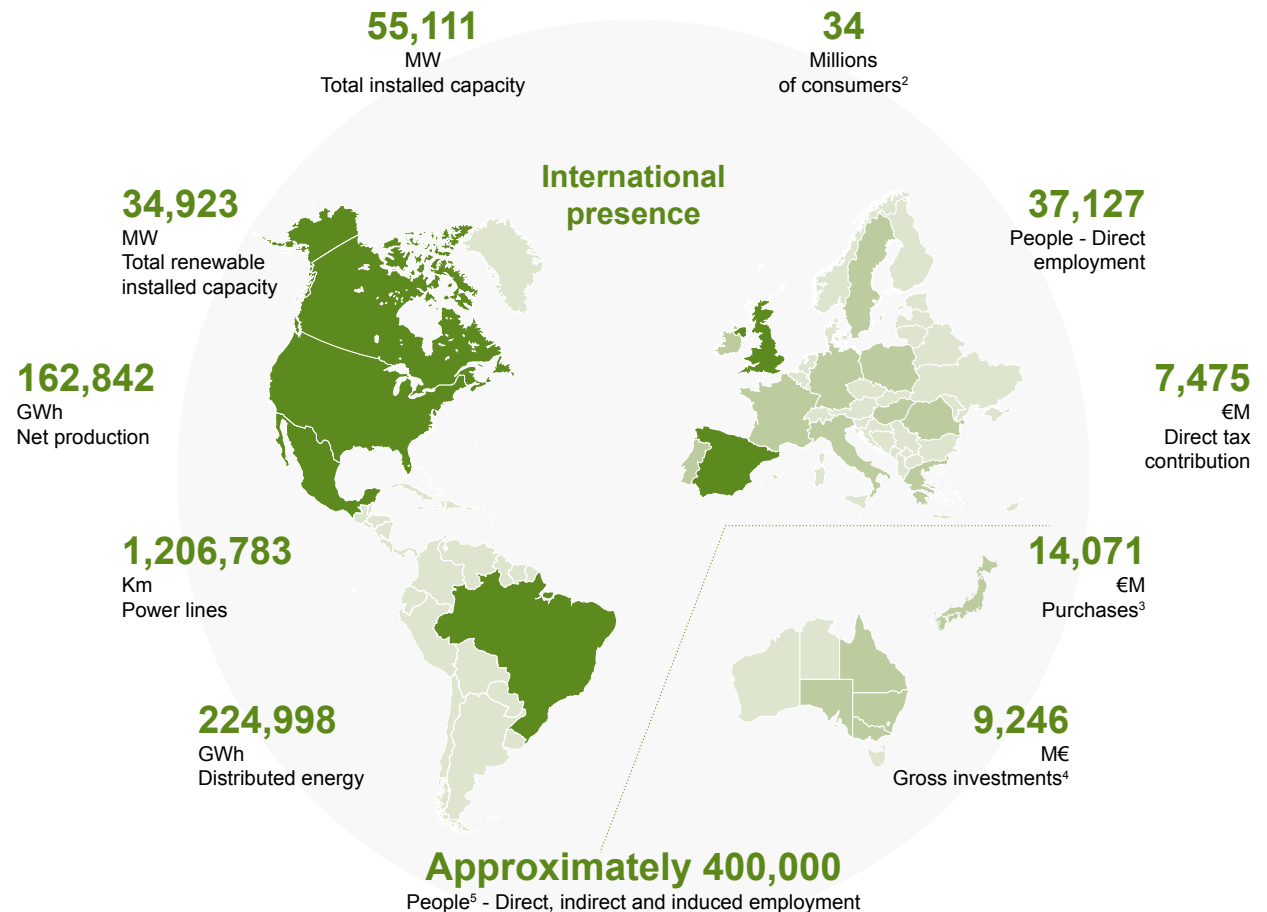 55,111
MW
Total installed capacity
34
Millions
of consumers²
International
presence
34,923
MW
Total renewable
installed capacity
37,127
People - Direct
employment
162,842
GWh
Net production
7,475
€M
Direct tax
contribution
1,206,783
Km
Power lines
14,071
€M
Purchases³
224,998
GWh
Distributed energy
9,246
M€
Gross investments⁴
Approximately 400,000
People⁵ - Direct, indirect and induced employment